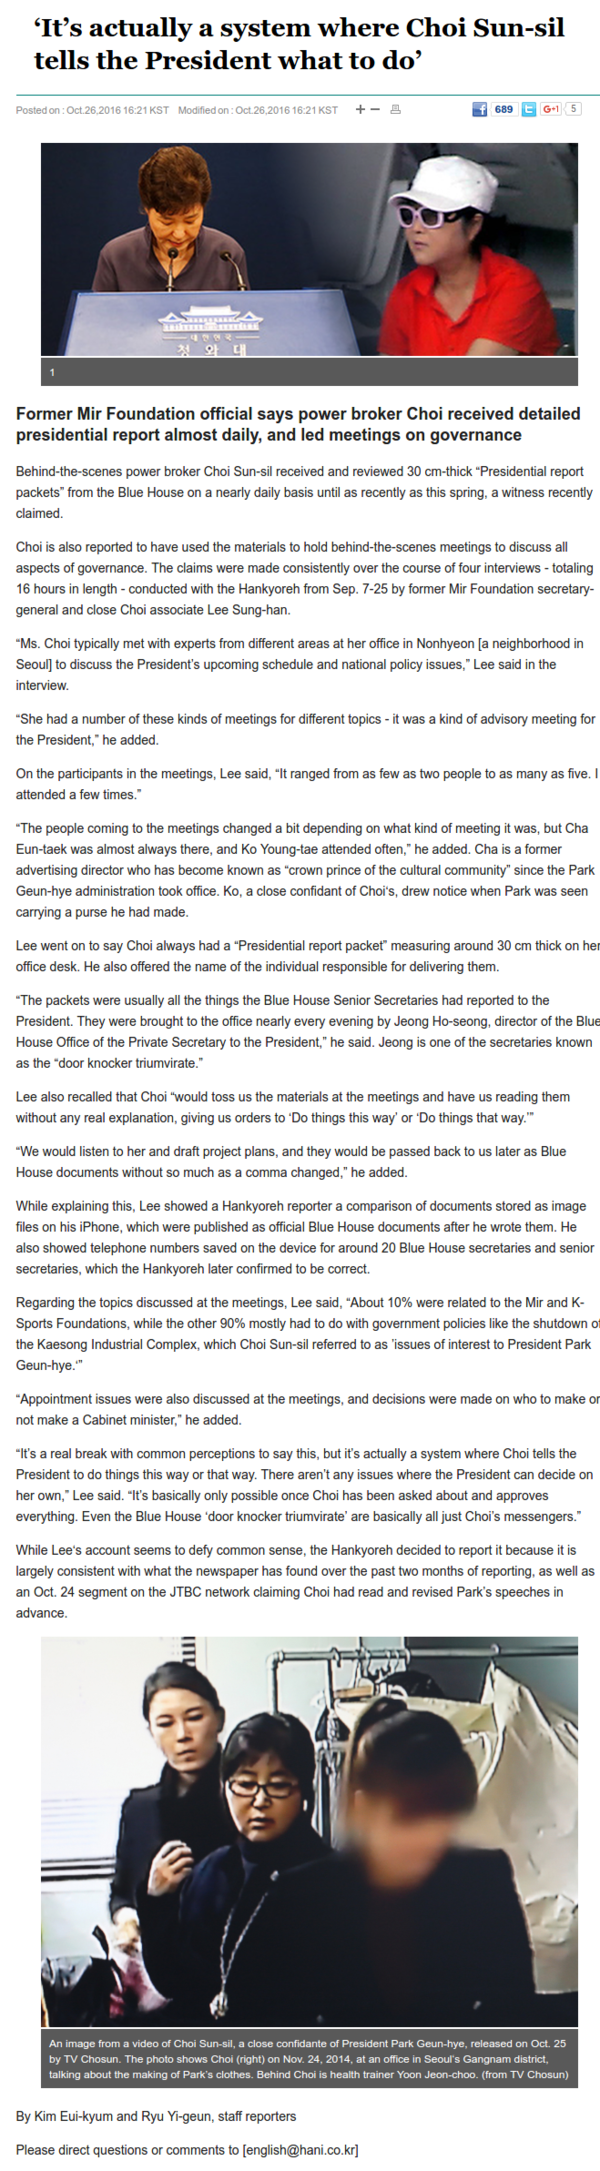 ‘It’s actually a system where Choi Sun-sil
tells the President what to do’
Posted on : Oct.26,2016 16:21 KST Modified on : Oct.26,2016 16:21 KST
689 G+1 5
대한민국
청와대
1
Former Mir Foundation official says power broker Choi received detailed
presidential report almost daily, and led meetings on governance
Behind-the-scenes power broker Choi Sun-sil received and reviewed 30 cm-thick “Presidential report
packets” from the Blue House on a nearly daily basis until as recently as this spring, a witness recently
claimed.
Choi is also reported to have used the materials to hold behind-the-scenes meetings to discuss all
aspects of governance. The claims were made consistently over the course of four interviews - totaling
16 hours in length - conducted with the Hankyoreh from Sep. 7-25 by former Mir Foundation secretary-
general and close Choi associate Lee Sung-han.
“Ms. Choi typically met with experts from different areas at her office in Nonhyeon [a neighborhood in
Seoul] to discuss the President’s upcoming schedule and national policy issues,” Lee said in the
interview.
“She had a number of these kinds of meetings for different topics - it was a kind of advisory meeting for
the President,” he added.
On the participants in the meetings, Lee said, “It ranged from as few as two people to as many as five. I
attended a few times.”
“The people coming to the meetings changed a bit depending on what kind of meeting it was, but Cha
Eun-taek was almost always there, and Ko Young-tae attended often,” he added. Cha is a former
advertising director who has become known as “crown prince of the cultural community” since the Park
Geun-hye administration took office. Ko, a close confidant of Choi‘s, drew notice when Park was seen
carrying a purse he had made.
Lee went on to say Choi always had a “Presidential report packet” measuring around 30 cm thick on her
office desk. He also offered the name of the individual responsible for delivering them.
“The packets were usually all the things the Blue House Senior Secretaries had reported to the
President. They were brought to the office nearly every evening by Jeong Ho-seong, director of the Blue
House Office of the Private Secretary to the President,” he said. Jeong is one of the secretaries known
as the “door knocker triumvirate.”
Lee also recalled that Choi “would toss us the materials at the meetings and have us reading them
without any real explanation, giving us orders to ‘Do things this way’ or ‘Do things that way.’”
“We would listen to her and draft project plans, and they would be passed back to us later as Blue
House documents without so much as a comma changed,” he added.
While explaining this, Lee showed a Hankyoreh reporter a comparison of documents stored as image
files on his iPhone, which were published as official Blue House documents after he wrote them. He
also showed telephone numbers saved on the device for around 20 Blue House secretaries and senior
secretaries, which the Hankyoreh later confirmed to be correct.
Regarding the topics discussed at the meetings, Lee said, “About 10% were related to the Mir and K-
Sports Foundations, while the other 90% mostly had to do with government policies like the shutdown of
the Kaesong Industrial Complex, which Choi Sun-sil referred to as ’issues of interest to President Park
Geun-hye.‘”
“Appointment issues were also discussed at the meetings, and decisions were made on who to make or
not make a Cabinet minister,” he added.
“It’s a real break with common perceptions to say this, but it’s actually a system where Choi tells the
President to do things this way or that way. There aren’t any issues where the President can decide on
her own,” Lee said. “It’s basically only possible once Choi has been asked about and approves
everything. Even the Blue House ‘door knocker triumvirate’ are basically all just Choi’s messengers.”
While Lee‘s account seems to defy common sense, the Hankyoreh decided to report it because it is
largely consistent with what the newspaper has found over the past two months of reporting, as well as
an Oct. 24 segment on the JTBC network claiming Choi had read and revised Park’s speeches in
advance.
An image from a video of Choi Sun-sil, a close confidante of President Park Geun-hye, released on Oct. 25
by TV Chosun. The photo shows Choi (right) on Nov. 24, 2014, at an office in Seoul’s Gangnam district,
talking about the making of Park’s clothes. Behind Choi is health trainer Yoon Jeon-choo. (from TV Chosun)
By Kim Eui-kyum and Ryu Yi-geun, staff reporters
Please direct questions or comments to [english@hani.co.kr]